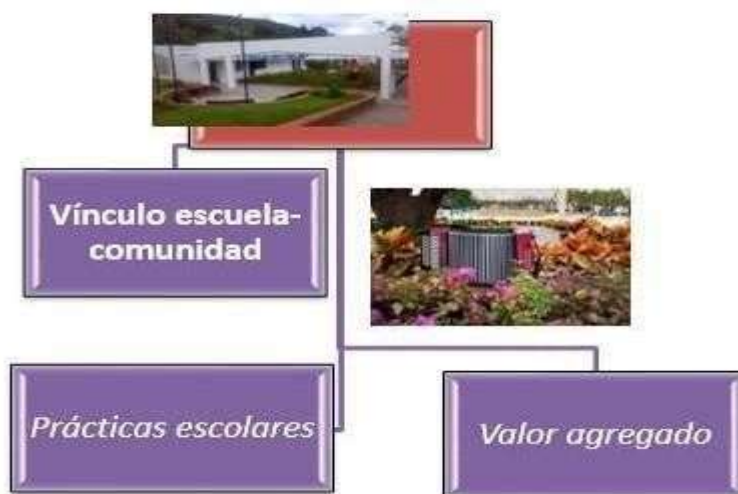 Vínculo escuela-
comunidad
Prácticas escolares
Valor agregado